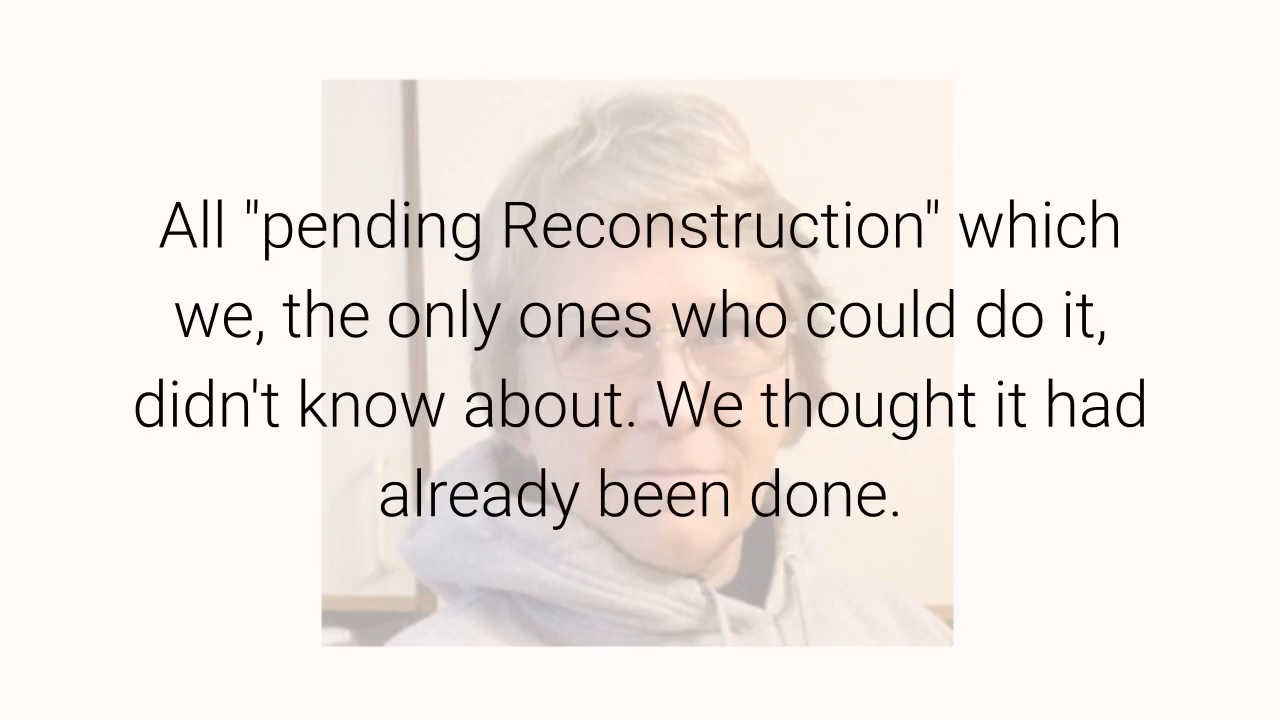 All "pending Reconstruction" which
we, the only ones who could do it,
didn't know about. We thought it had
already been done.